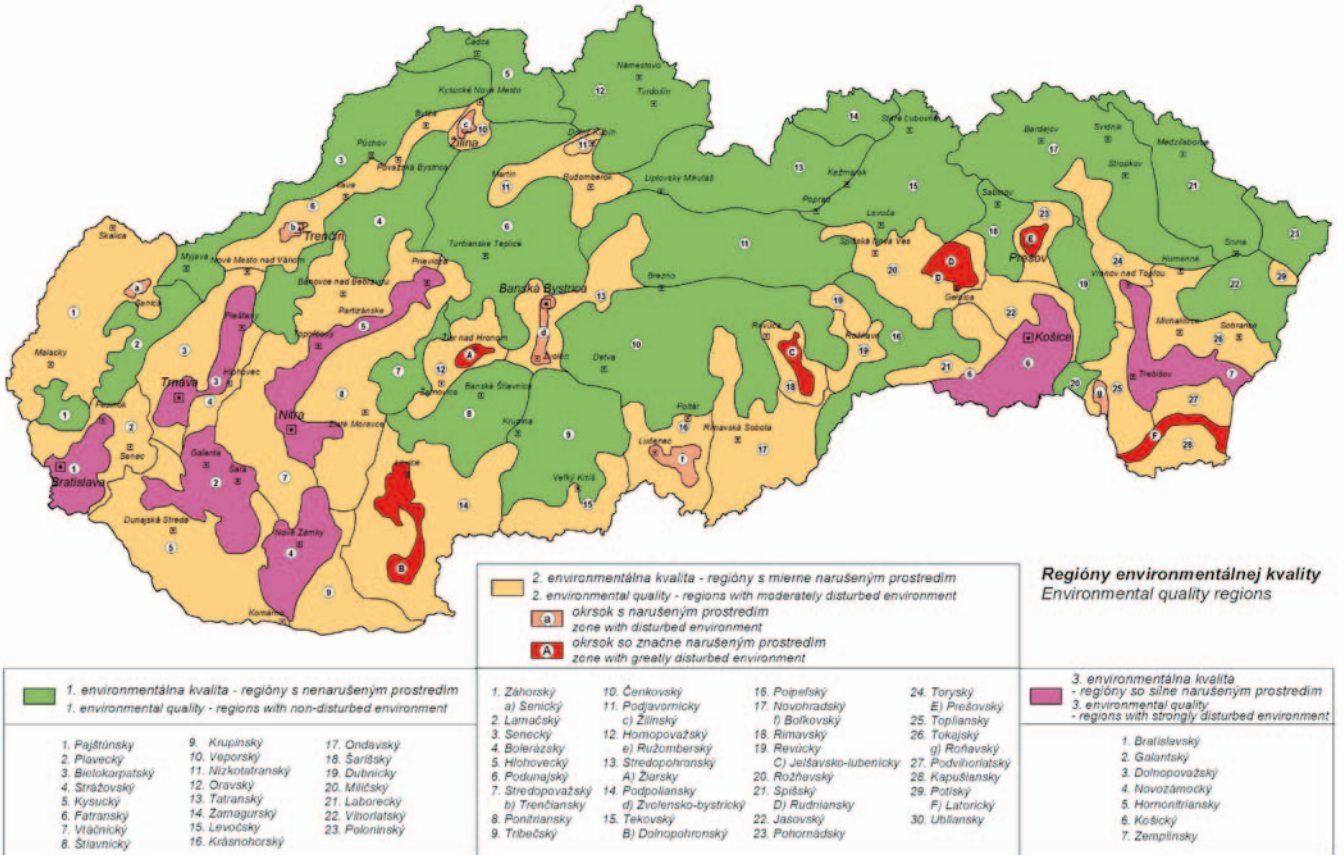 Čadca
Námestovo
Tvrdošín
Kysucké Nové Mesto
Bytča
Žilina
Dolný Kubín
Stará Ľubovňa
Bardejov
Svidník
Stropkov
Medzilaborce
Púchov
Považská Bystrica
Ilava
Martin
Ružomberok
Liptovský Mikuláš
Kežmarok
Poprad
Sabinov
Levoča
Spišská Nová Ves
Prešov
Snina
Humenné
Vranov nad Topľou
Skalica
Trenčín
Myjava
Nové Mesto nad Váhom
Turčianske Teplice
Prievidza
Bánovce nad Bebravou
Banská Bystrica
Brezno
Gelnica
Senica
Piešťany
Partizánske
Topoľčany
Žiar nad Hronom
Zvolen
Detva
Revúca
Rožňava
Košice
Michalovce
Sobrance
Malacky
Hlohovec
Trnava
Žarnovica
Banská Štiavnica
Trebišov
Pezinok
Nitra
Zlaté Moravce
Krupina
Poltár
Lučenec
Rimavská Sobota
Senec
Galanta
Šaľa
Levice
Bratislava
Veľký Krtíš
Dunajská Streda
Nové Zámky
Komárno
Regióny environmentálnej kvality
Environmental quality regions
2. environmentálna kvalita - regióny s mierne narušeným prostredím
2. environmental quality - regions with moderately disturbed environment
a okrsok s narušeným prostredím
zone with disturbed environment
A okrsok so značne narušeným prostredím
zone with greatly disturbed environment
1. environmentálna kvalita - regióny s nenarušeným prostredím
1. environmental quality - regions with non-disturbed environment
1. Pajštúnsky
2. Plavecký
3. Bielokarpatský
4. Strážovský
5. Kysucký
6. Fatranský
7. Vtáčnický
8. Štiavnický
9. Krupinský
10. Veporský
11. Nízkotatranský
12. Oravský
13. Tatranský
14. Zamagurský
15. Levočský
16. Krásnohorský
17. Ondavský
18. Šarišský
19. Dubnícky
20. Miličský
21. Laborecký
22. Vihorlatský
23. Poloninský
1. Záhorský
a) Senický
2. Lamačský
3. Senecký
4. Bolerázsky
5. Hlohovecký
6. Podunajský
7. Stredopovažský
b) Trenčiansky
8. Ponitriansky
9. Tribečský
10. Čenkovský
11. Podjavornícky
c) Žilinský
12. Hornopovažský
e) Ružomberský
13. Stredopohronský
A) Žiarsky
14. Podpoliansky
d) Zvolensko-bystrický
15. Tekovský
B) Dolnopohronský
16. Poipeľský
17. Novohradský
f) Boľkovský
18. Rimavský
19. Revúcky
C) Jelšavsko-lubenícky
20. Rožňavský
21. Spišský
D) Rudniansky
22. Jasovský
23. Pohornádsky
24. Toryský
E) Prešovský
25. Topliansky
26. Tokajský
g) Roňavský
27. Podvihorlatský
28. Kapušiansky
29. Potiský
F) Latorický
30. Ubliansky
3. environmentálna kvalita
- regióny so silne narušeným prostredím
3. environmental quality
- regions with strongly disturbed environment
1. Bratislavský
2. Galantský
3. Dolnopovažský
4. Novozámocký
5. Hornonitriansky
6. Košický
7. Zemplínsky